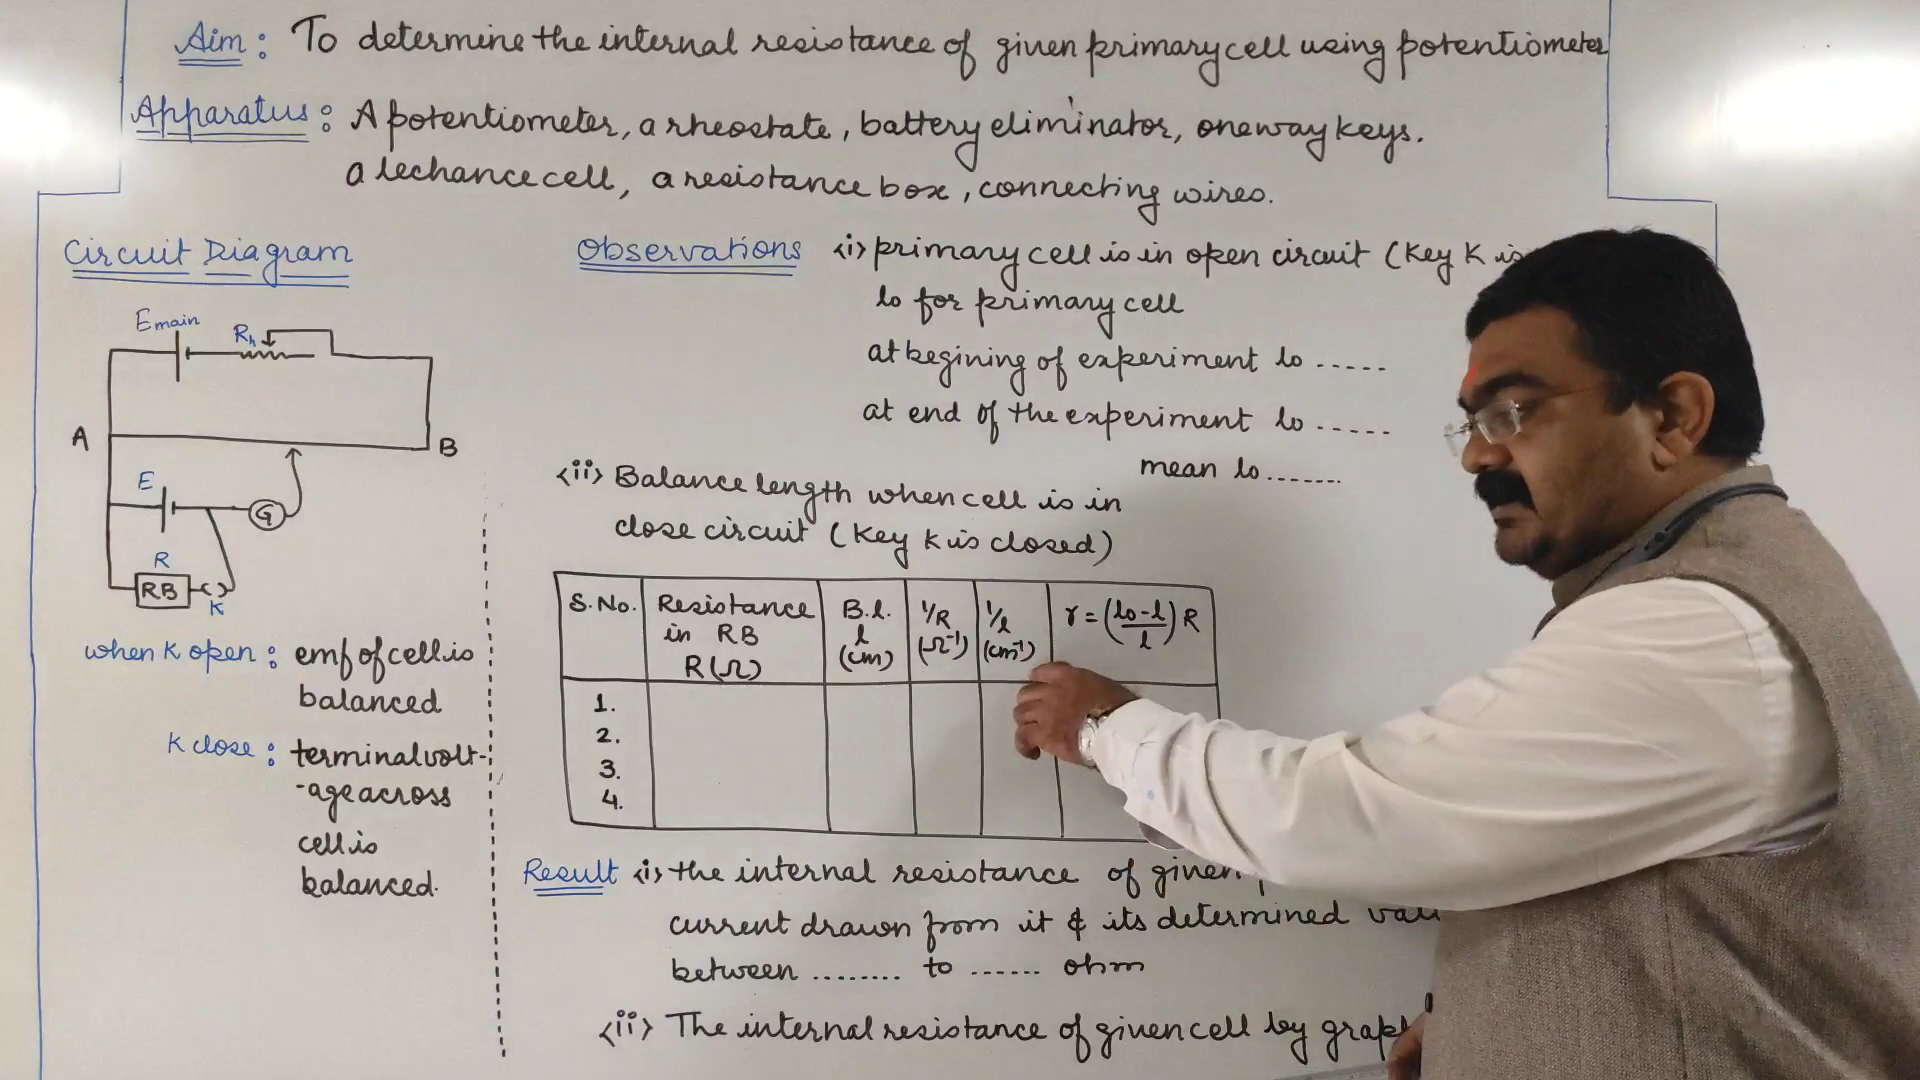 Aim: To determine the internal resistance of given primary cell using potentiometer
Apparatus: A potentiometer, a rheostate, battery eliminator, one way keys.
a lechance cell, a resistance box, connecting wires.
Circuit Diagram
Emain
Rh
A
B
E
G
R
RB
K
when K open: emf of cell is
balanced
K close: terminal volt-
-age across
cell is
balanced.
Observations (i) primary cell is in open circuit (Key K is
lo for primary cell
at begining of experiment lo -----
at end of the experiment lo -----
mean lo ------
(ii) Balance length when cell is in
close circuit (Key K is closed)
S.No. Resistance in RB R(Ω) B.l. l (cm) 1/R (Ω⁻¹) 1/l (cm⁻¹) r = (lo-l/l) R
1.
2.
3.
4.
Result (i) the internal resistance of given
current drawn from it & its determined
between ........ to ...... ohm
(ii) The internal resistance of given cell by